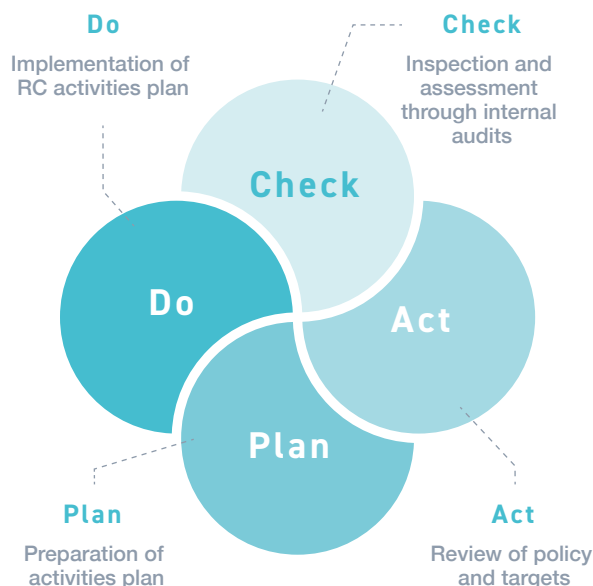 Do
Implementation of
RC activities plan
Check
Inspection and
assessment
through internal
audits
Check
Do
Act
Plan
Plan
Preparation of
activities plan
Act
Review of policy
and targets